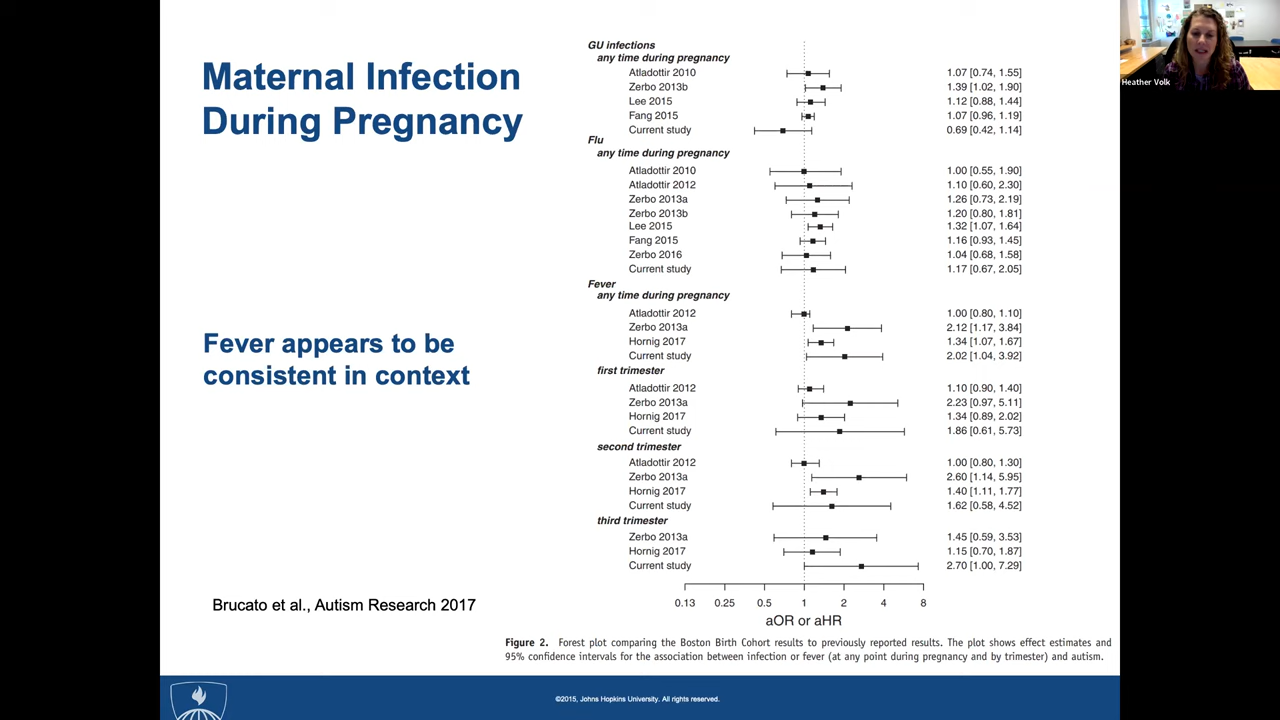 Maternal Infection
During Pregnancy
Fever appears to be
consistent in context
Brucato et al., Autism Research 2017
GU infections
any time during pregnancy
Atladottir 2010 1.07 [0.74, 1.55]
Zerbo 2013b 1.39 [1.02, 1.90]
Lee 2015 1.12 [0.88, 1.44]
Fang 2015 1.07 [0.96, 1.19]
Current study 0.69 [0.42, 1.14]
Flu
any time during pregnancy
Atladottir 2010 1.00 [0.55, 1.90]
Atladottir 2012 1.10 [0.60, 2.30]
Zerbo 2013a 1.26 [0.73, 2.19]
Zerbo 2013b 1.20 [0.80, 1.81]
Lee 2015 1.32 [1.07, 1.64]
Fang 2015 1.16 [0.93, 1.45]
Zerbo 2016 1.04 [0.68, 1.58]
Current study 1.17 [0.67, 2.05]
Fever
any time during pregnancy
Atladottir 2012 1.00 [0.80, 1.10]
Zerbo 2013a 2.12 [1.17, 3.84]
Hornig 2017 1.34 [1.07, 1.67]
Current study 2.02 [1.04, 3.92]
first trimester
Atladottir 2012 1.10 [0.90, 1.40]
Zerbo 2013a 2.23 [0.97, 5.11]
Hornig 2017 1.34 [0.89, 2.02]
Current study 1.86 [0.61, 5.73]
second trimester
Atladottir 2012 1.00 [0.80, 1.30]
Zerbo 2013a 2.60 [1.14, 5.95]
Hornig 2017 1.40 [1.11, 1.77]
Current study 1.62 [0.58, 4.52]
third trimester
Zerbo 2013a 1.45 [0.59, 3.53]
Hornig 2017 1.15 [0.70, 1.87]
Current study 2.70 [1.00, 7.29]
0.13 0.25 0.5 1 2 4 8
aOR or aHR
Figure 2. Forest plot comparing the Boston Birth Cohort results to previously reported results. The plot shows effect estimates and
95% confidence intervals for the association between infection or fever (at any point during pregnancy and by trimester) and autism.
©2015, Johns Hopkins University. All rights reserved.
Heather Volk